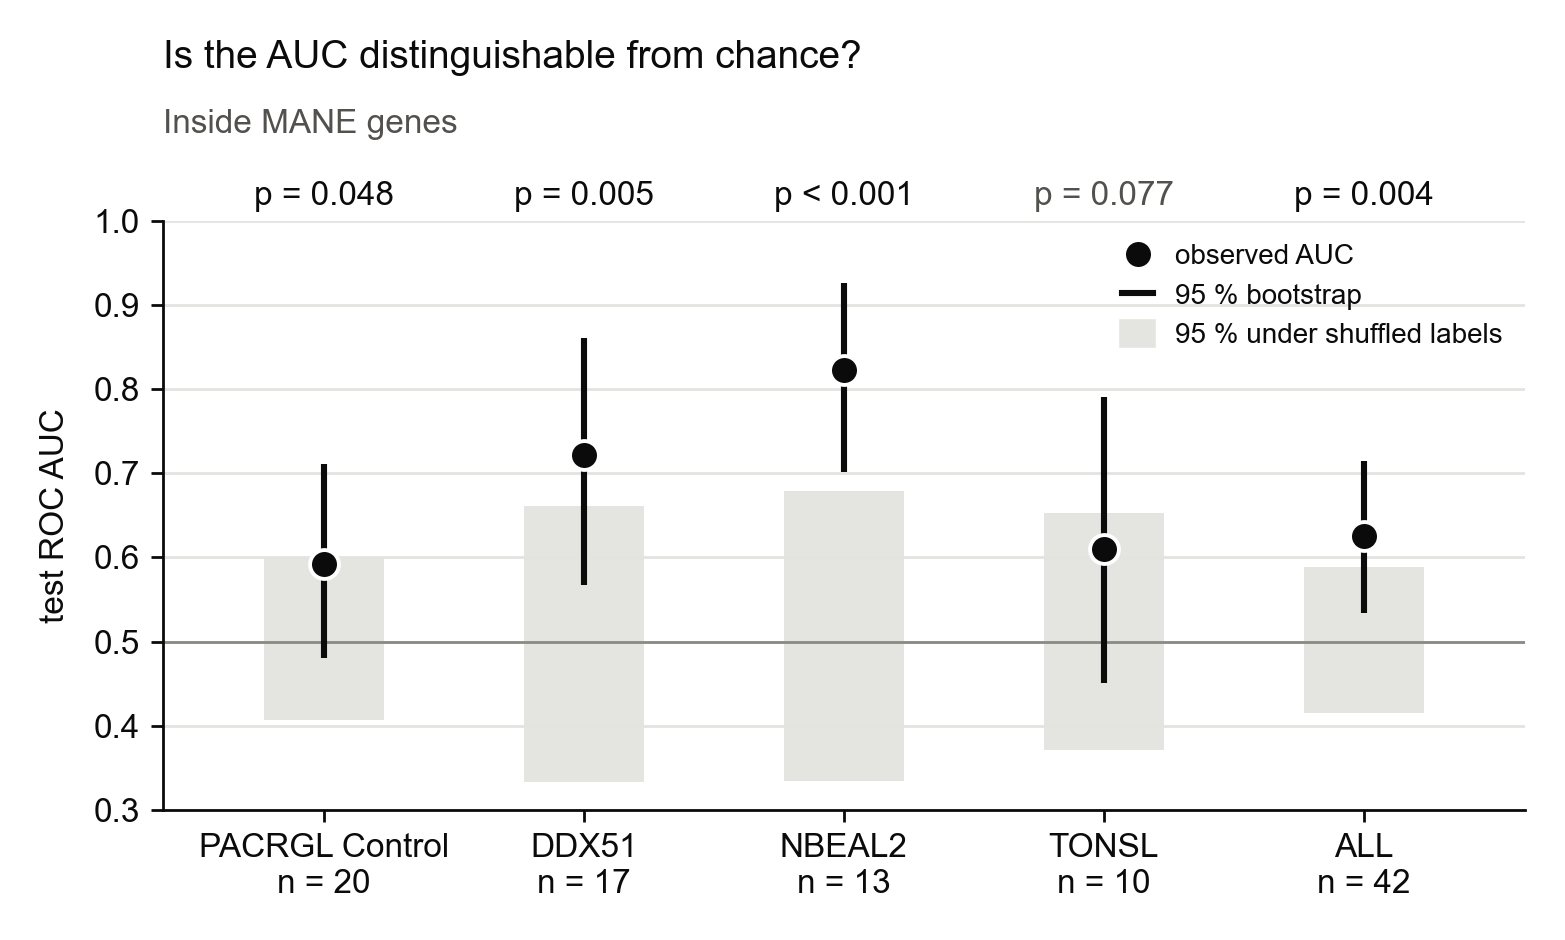 Is the AUC distinguishable from chance?
Inside MANE genes
p = 0.048 p = 0.005 p < 0.001 p = 0.077 p = 0.004
observed AUC
95 % bootstrap
95 % under shuffled labels
test ROC AUC
1.0
0.9
0.8
0.7
0.6
0.5
0.4
0.3
PACRGL Control DDX51 NBEAL2 TONSL ALL
n = 20 n = 17 n = 13 n = 10 n = 42